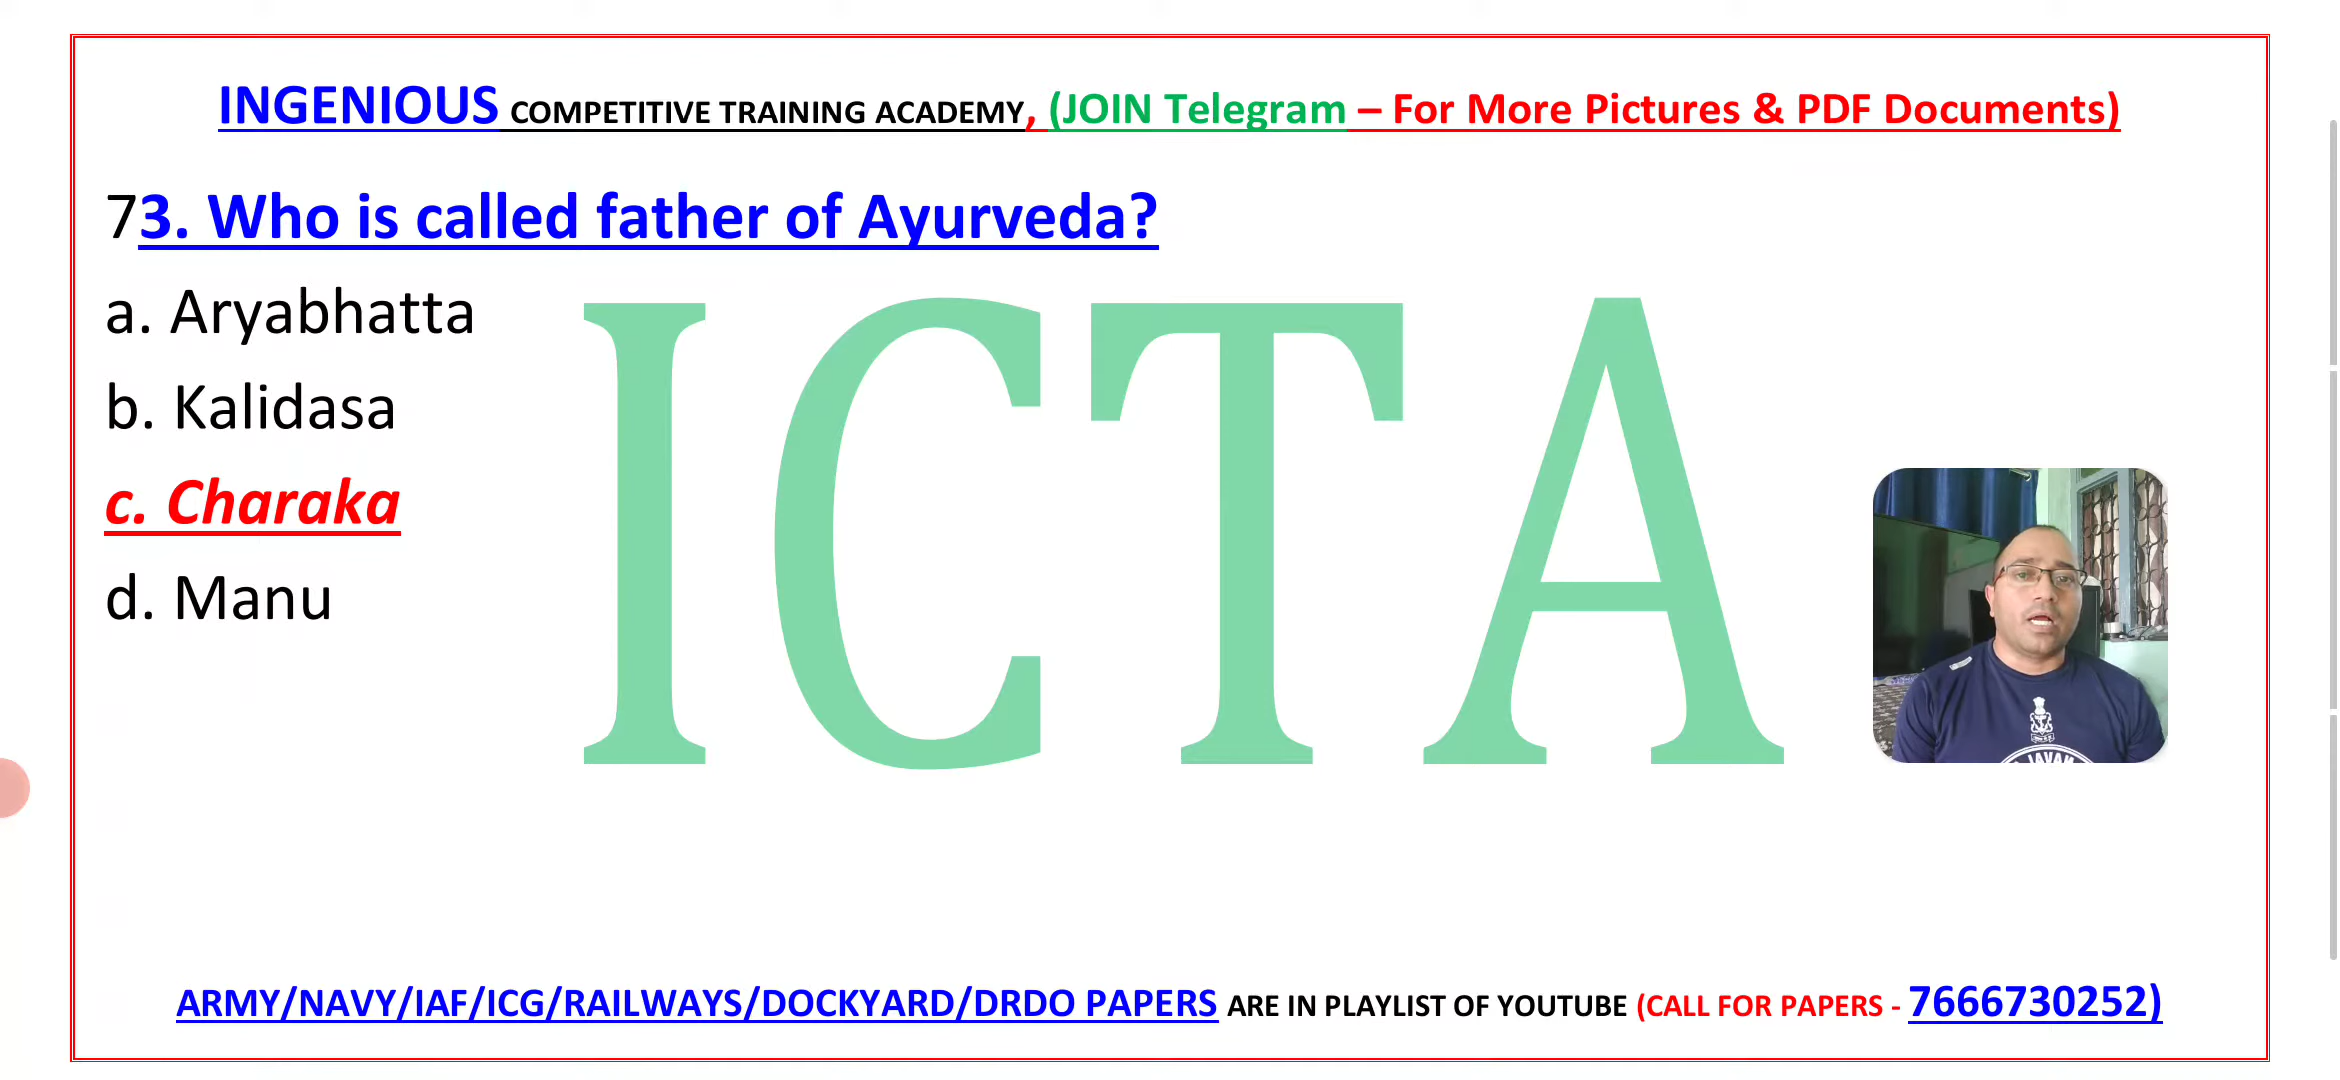 INGENIOUS COMPETITIVE TRAINING ACADEMY, (JOIN Telegram – For More Pictures & PDF Documents)
73. Who is called father of Ayurveda?
a. Aryabhatta
b. Kalidasa
c. Charaka
d. Manu
ICTA
ARMY/NAVY/IAF/ICG/RAILWAYS/DOCKYARD/DRDO PAPERS ARE IN PLAYLIST OF YOUTUBE (CALL FOR PAPERS - 7666730252)